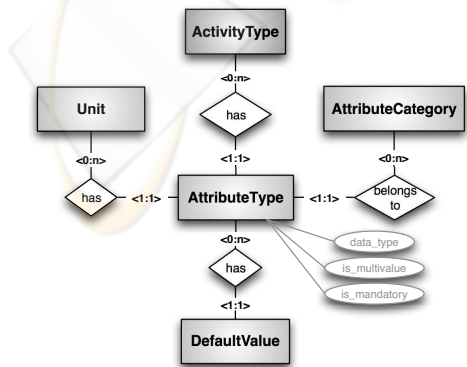 ActivityType
<0:n>
has
<1:1>
Unit
<0:n>
has
<1:1>
AttributeType
<1:1>
belongs
to
<0:n>
AttributeCategory
<0:n>
has
<1:1>
DefaultValue
data_type
is_multivalue
is_mandatory